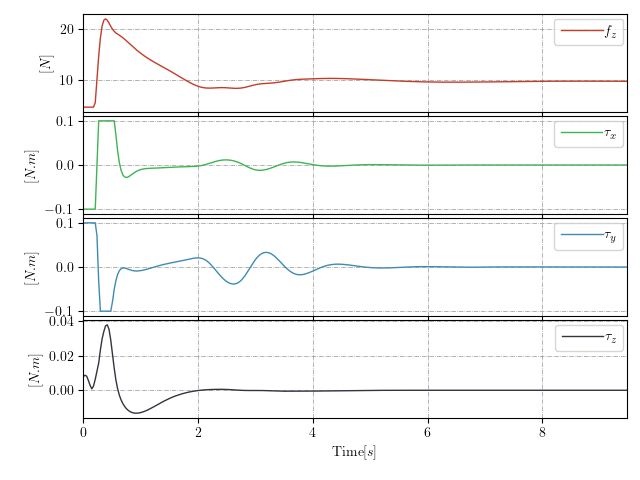 20
10
[N]
f_z
0.1
0.0
−0.1
[N.m]
τ_x
0.1
0.0
−0.1
[N.m]
τ_y
0.04
0.02
0.00
[N.m]
τ_z
0 2 4 6 8
Time[s]